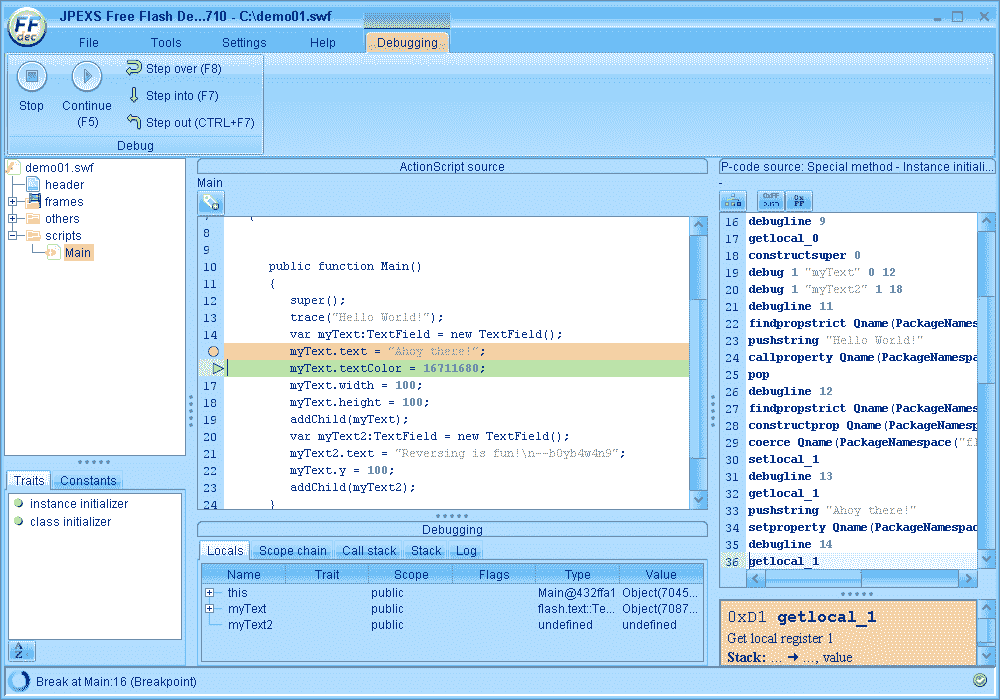 FF
dec
JPEXS Free Flash De...710 - C:\demo01.swf
File Tools Settings Help Debugging
Stop
Continue
(F5)
Step over (F8)
Step into (F7)
Step out (CTRL+F7)
Debug
demo01.swf
header
frames
others
scripts
Main
Traits Constants
instance initializer
class initializer
A
Z
ActionScript source
Main
8
9
10 public function Main()
11 {
12 super();
13 trace("Hello World!");
14 var myText:TextField = new TextField();
myText.text = "Ahoy there!";
myText.textColor = 16711680;
17 myText.width = 100;
18 myText.height = 100;
19 addChild(myText);
20 var myText2:TextField = new TextField();
21 myText2.text = "Reversing is fun!\n--b0yb4w4n9";
22 myText.y = 100;
23 addChild(myText2);
24 }
Debugging
Locals Scope chain Call stack Stack Log
Name Trait Scope Flags Type Value
this public Main@432ffa1 Object(7045...
myText public flash.text::Te... Object(7087...
myText2 public undefined undefined
P-code source: Special method - Instance initiali...
-
16 debugline 9
17 getlocal_0
18 constructsuper 0
19 debug 1 "myText" 0 12
20 debug 1 "myText2" 1 18
21 debugline 11
22 findpropstrict Qname(PackageNames
23 pushstring "Hello World!"
24 callproperty Qname(PackageNamespa
25 pop
26 debugline 12
27 findpropstrict Qname(PackageNames
28 constructprop Qname(PackageNamesp
29 coerce Qname(PackageNamespace("fl
30 setlocal_1
31 debugline 13
32 getlocal_1
33 pushstring "Ahoy there!"
34 setproperty Qname(PackageNamespac
35 debugline 14
36 getlocal_1
0xD1 getlocal_1
Get local register 1
Stack: ... ➔ ..., value
Break at Main:16 (Breakpoint)